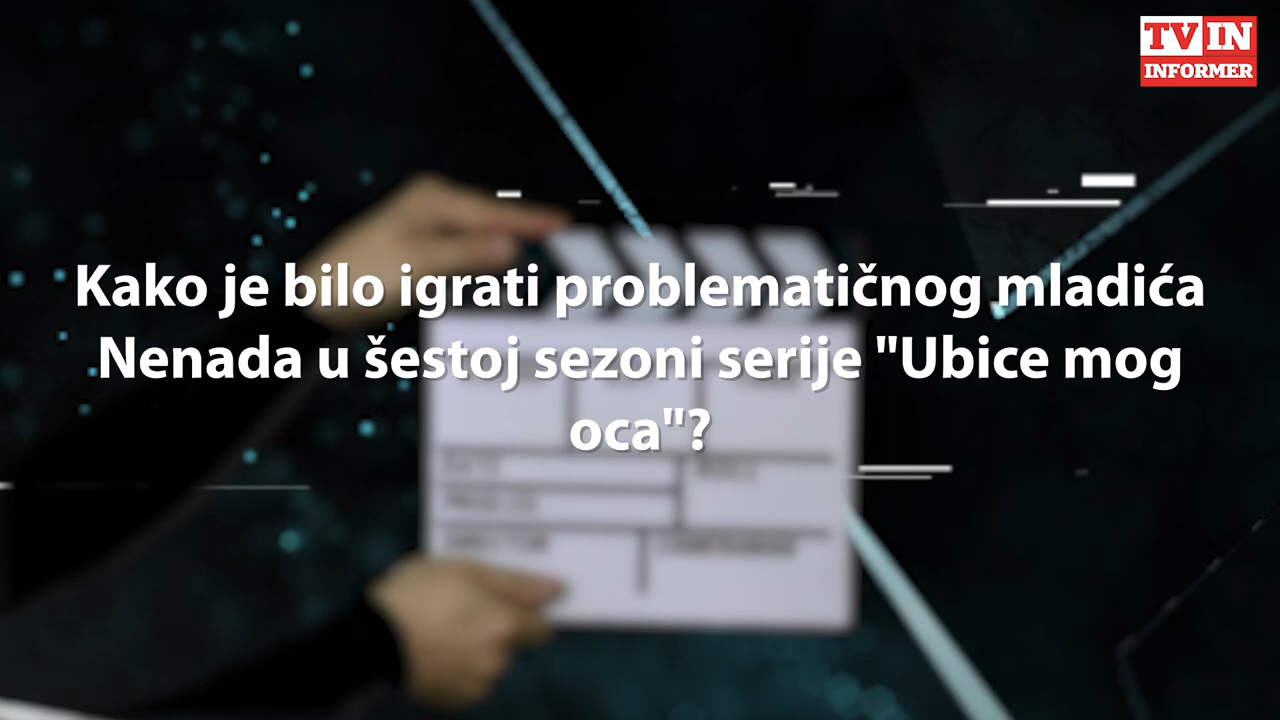 TV IN
INFORMER
Kako je bilo igrati problematičnog mladića
Nenada u šestoj sezoni serije "Ubice mog
oca"?